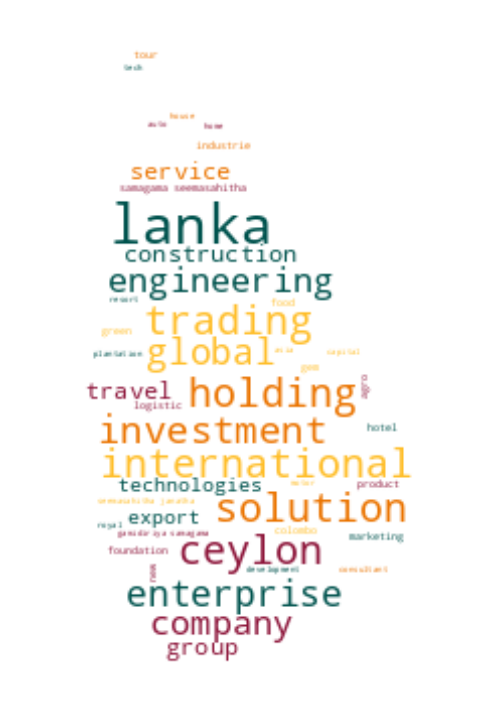 tour
tech
house
auto home
industrie
service
samagama seemasahitha
lanka
construction
engineering
resort food
trading
green
plantation global capital
gem
travel holding agro
logistic
investment hotel
international
technologies motor product
seemasahitha janatha
solution
export
royal colombo
gamidiriya samagama marketing
foundation ceylon
new development consultant
enterprise
company
group